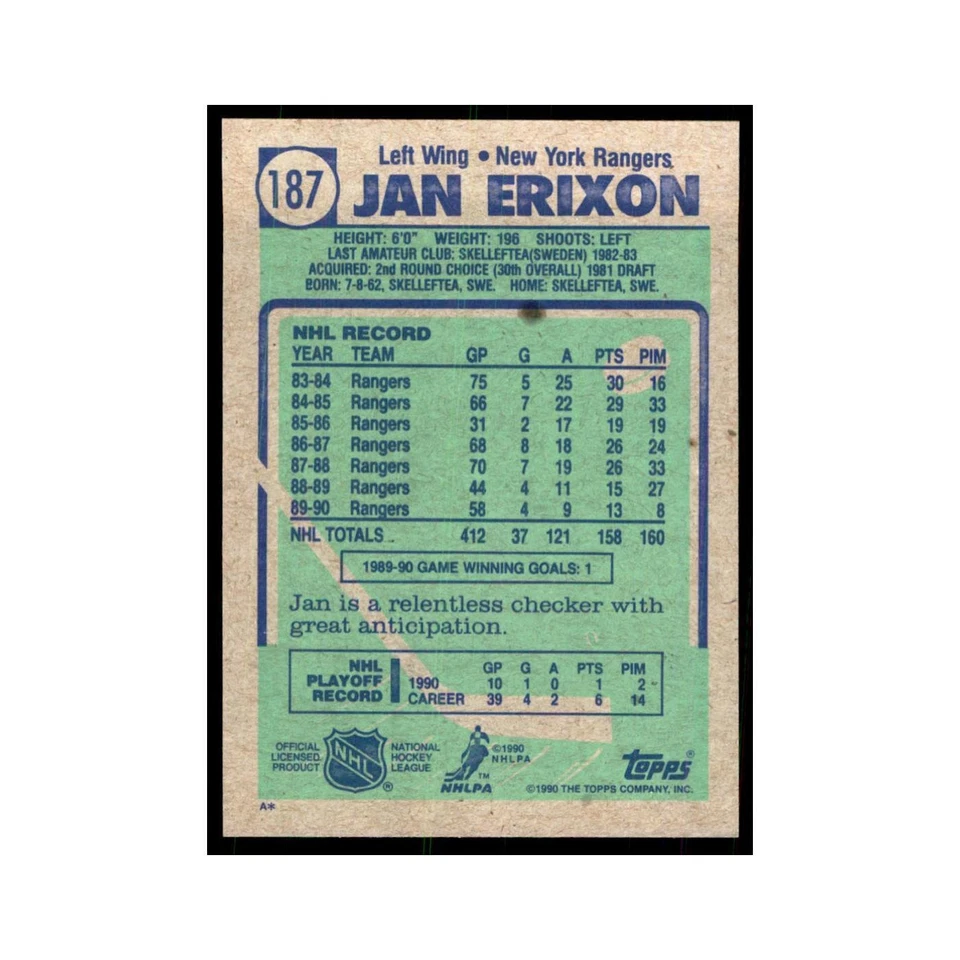 187
Left Wing • New York Rangers
JAN ERIXON
HEIGHT: 6'0" WEIGHT: 196 SHOOTS: LEFT
LAST AMATEUR CLUB: SKELLEFTEA(SWEDEN) 1982-83
ACQUIRED: 2nd ROUND CHOICE (30th OVERALL) 1981 DRAFT
BORN: 7-8-62, SKELLEFTEA, SWE. HOME: SKELLEFTEA, SWE.
NHL RECORD
YEAR TEAM GP G A PTS PIM
83-84 Rangers 75 5 25 30 16
84-85 Rangers 66 7 22 29 33
85-86 Rangers 31 2 17 19 19
86-87 Rangers 68 8 18 26 24
87-88 Rangers 70 7 19 26 33
88-89 Rangers 44 4 11 15 27
89-90 Rangers 58 4 9 13 8
NHL TOTALS 412 37 121 158 160
1989-90 GAME WINNING GOALS: 1
Jan is a relentless checker with
great anticipation.
NHL PLAYOFF RECORD
GP G A PTS PIM
1990 10 1 0 1 2
CAREER 39 4 2 6 14
OFFICIAL LICENSED PRODUCT
NHL ®
NATIONAL HOCKEY LEAGUE
©1990 NHLPA
NHLPA ™
topps ®
©1990 THE TOPPS COMPANY, INC.
A*